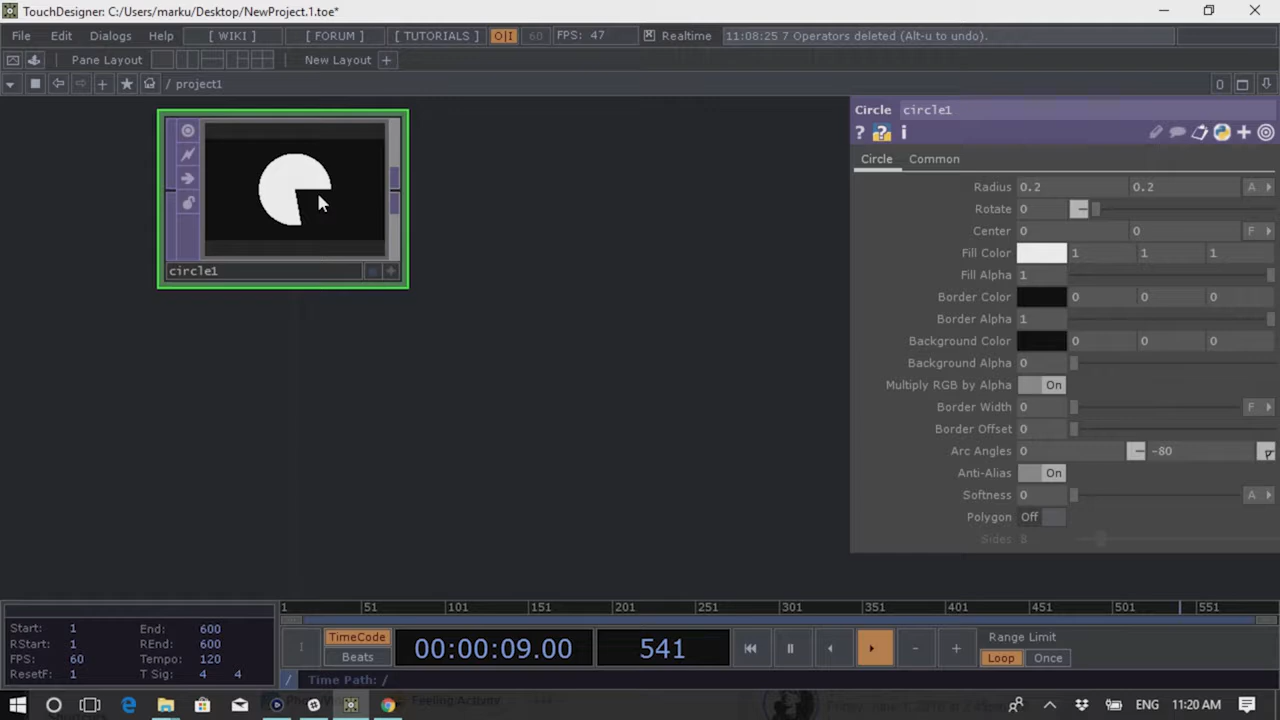 TouchDesigner: C:/Users/marku/Desktop/NewProject.1.toe*
File Edit Dialogs Help [ WIKI ] [ FORUM ] [ TUTORIALS ] O|I 60 FPS: 47 Realtime 11:08:25 7 Operators deleted (Alt-u to undo).
Pane Layout New Layout +
/ project1 0
Circle circle1
? ? i
Circle Common
Radius 0.2 0.2 A
Rotate 0
Center 0 0 F
Fill Color 1 1 1
Fill Alpha 1
Border Color 0 0 0
Border Alpha 1
Background Color 0 0 0
Background Alpha 0
Multiply RGB by Alpha On
Border Width 0 F
Border Offset 0
Arc Angles 0 -80
Anti-Alias On
Softness 0 A
Polygon Off
Sides 8
circle1
1 51 101 151 201 251 301 351 401 451 501 551
Start: 1 End: 600
RStart: 1 REnd: 600
FPS: 60 Tempo: 120
ResetF: 1 T Sig: 4 4
TimeCode
Beats
00:00:09.00 541
Range Limit
Loop Once
/ Time Path: /
Feeling Activity
ENG 11:20 AM